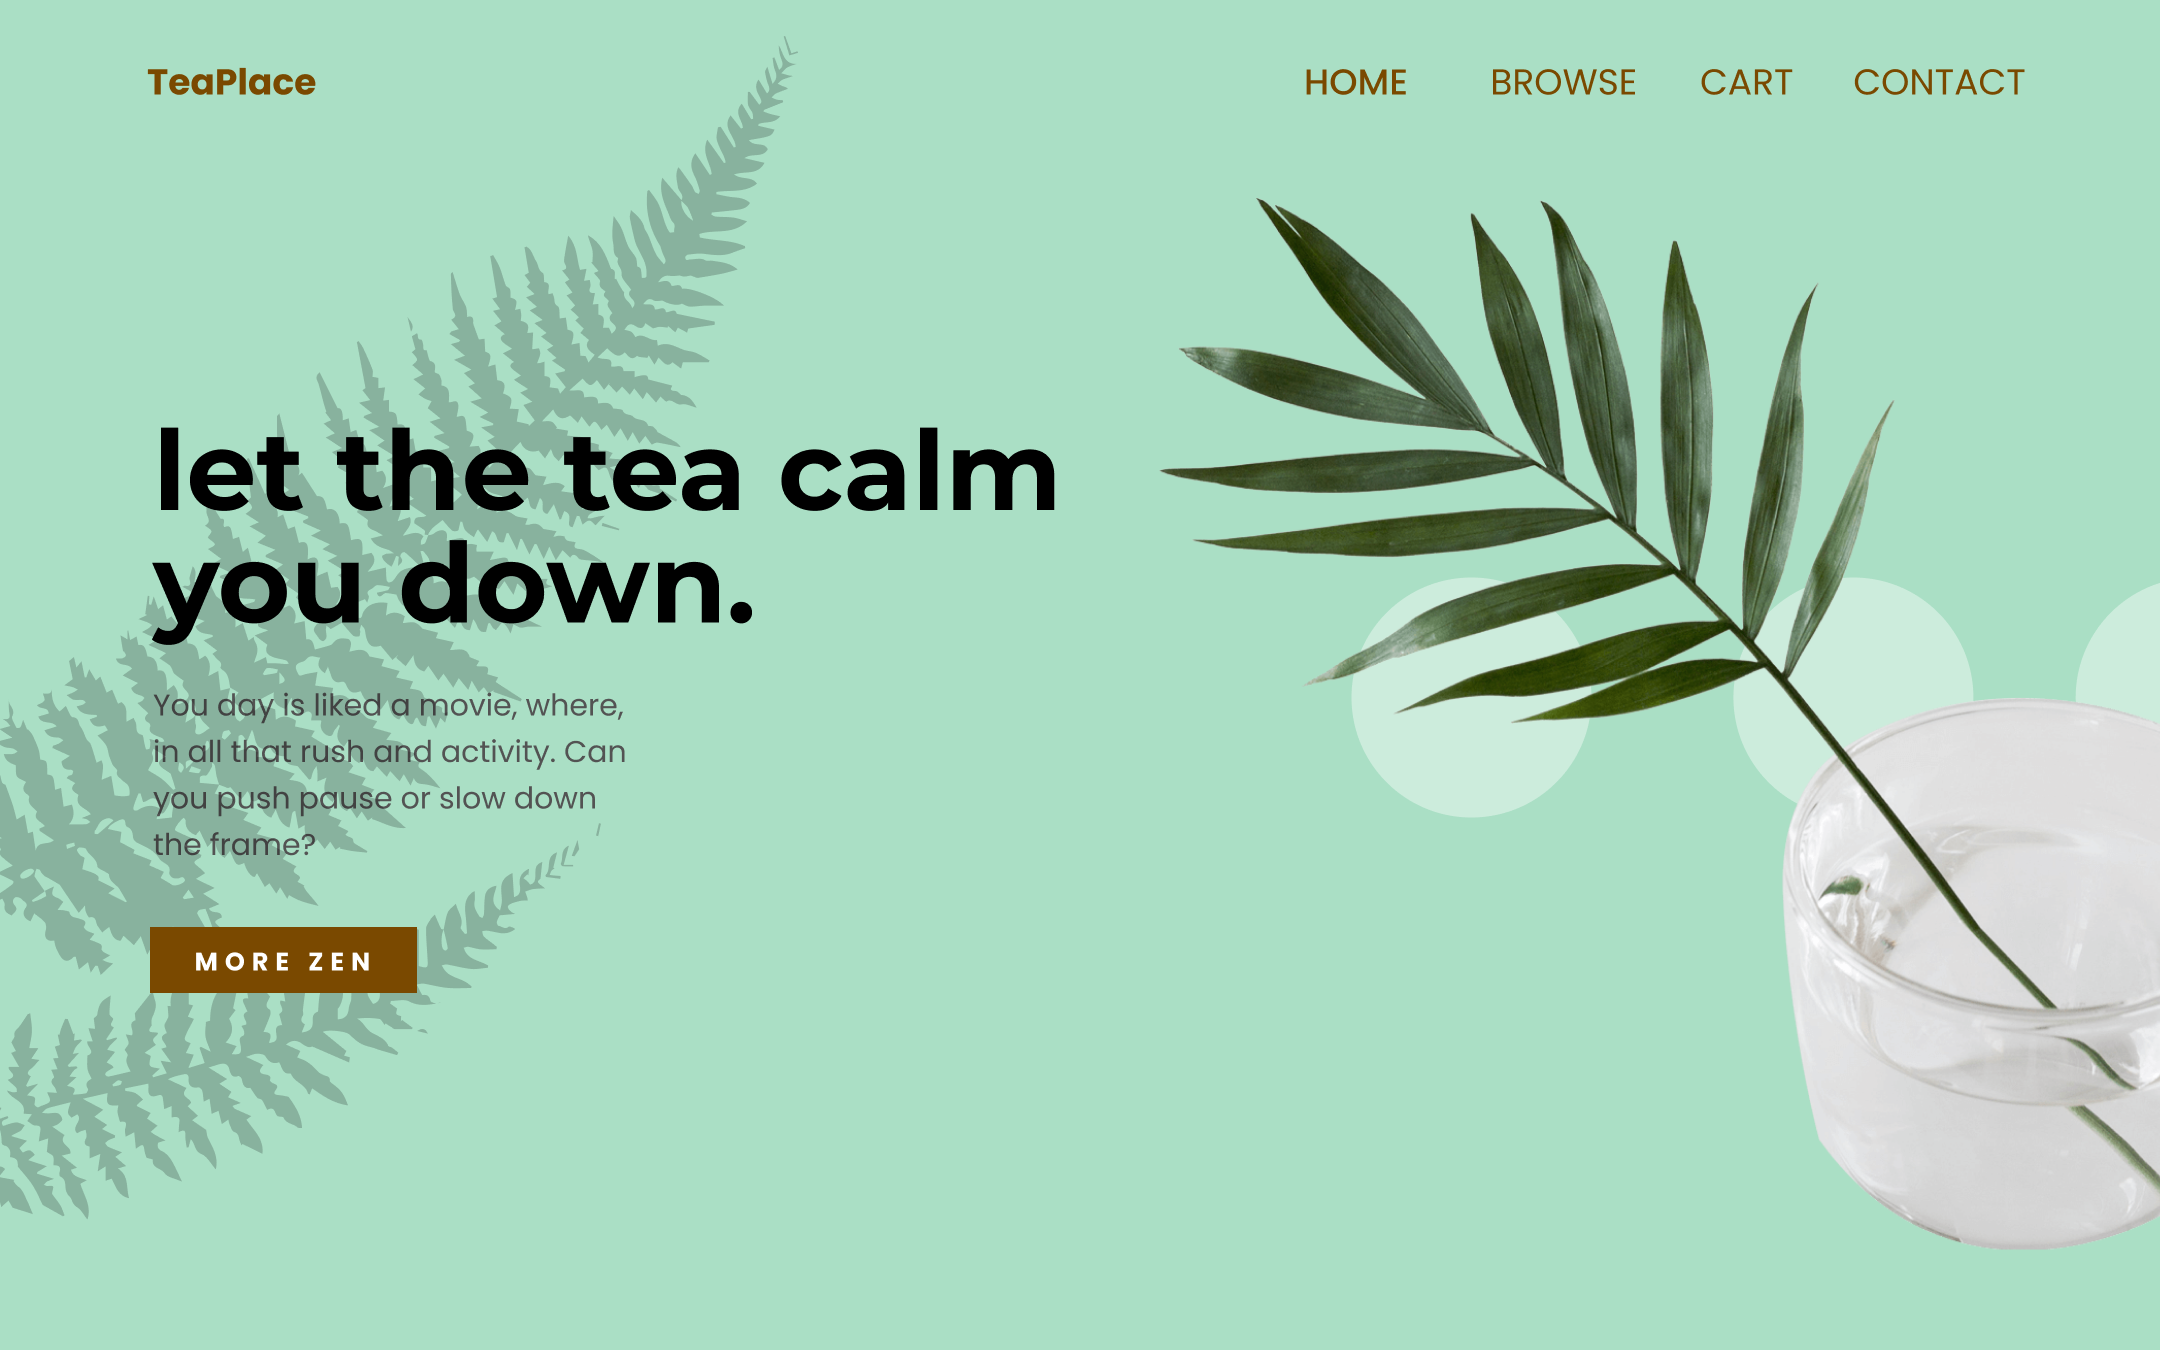 TeaPlace
HOME BROWSE CART CONTACT
let the tea calm
you down.
You day is liked a movie, where,
in all that rush and activity. Can
you push pause or slow down
the frame?
MORE ZEN